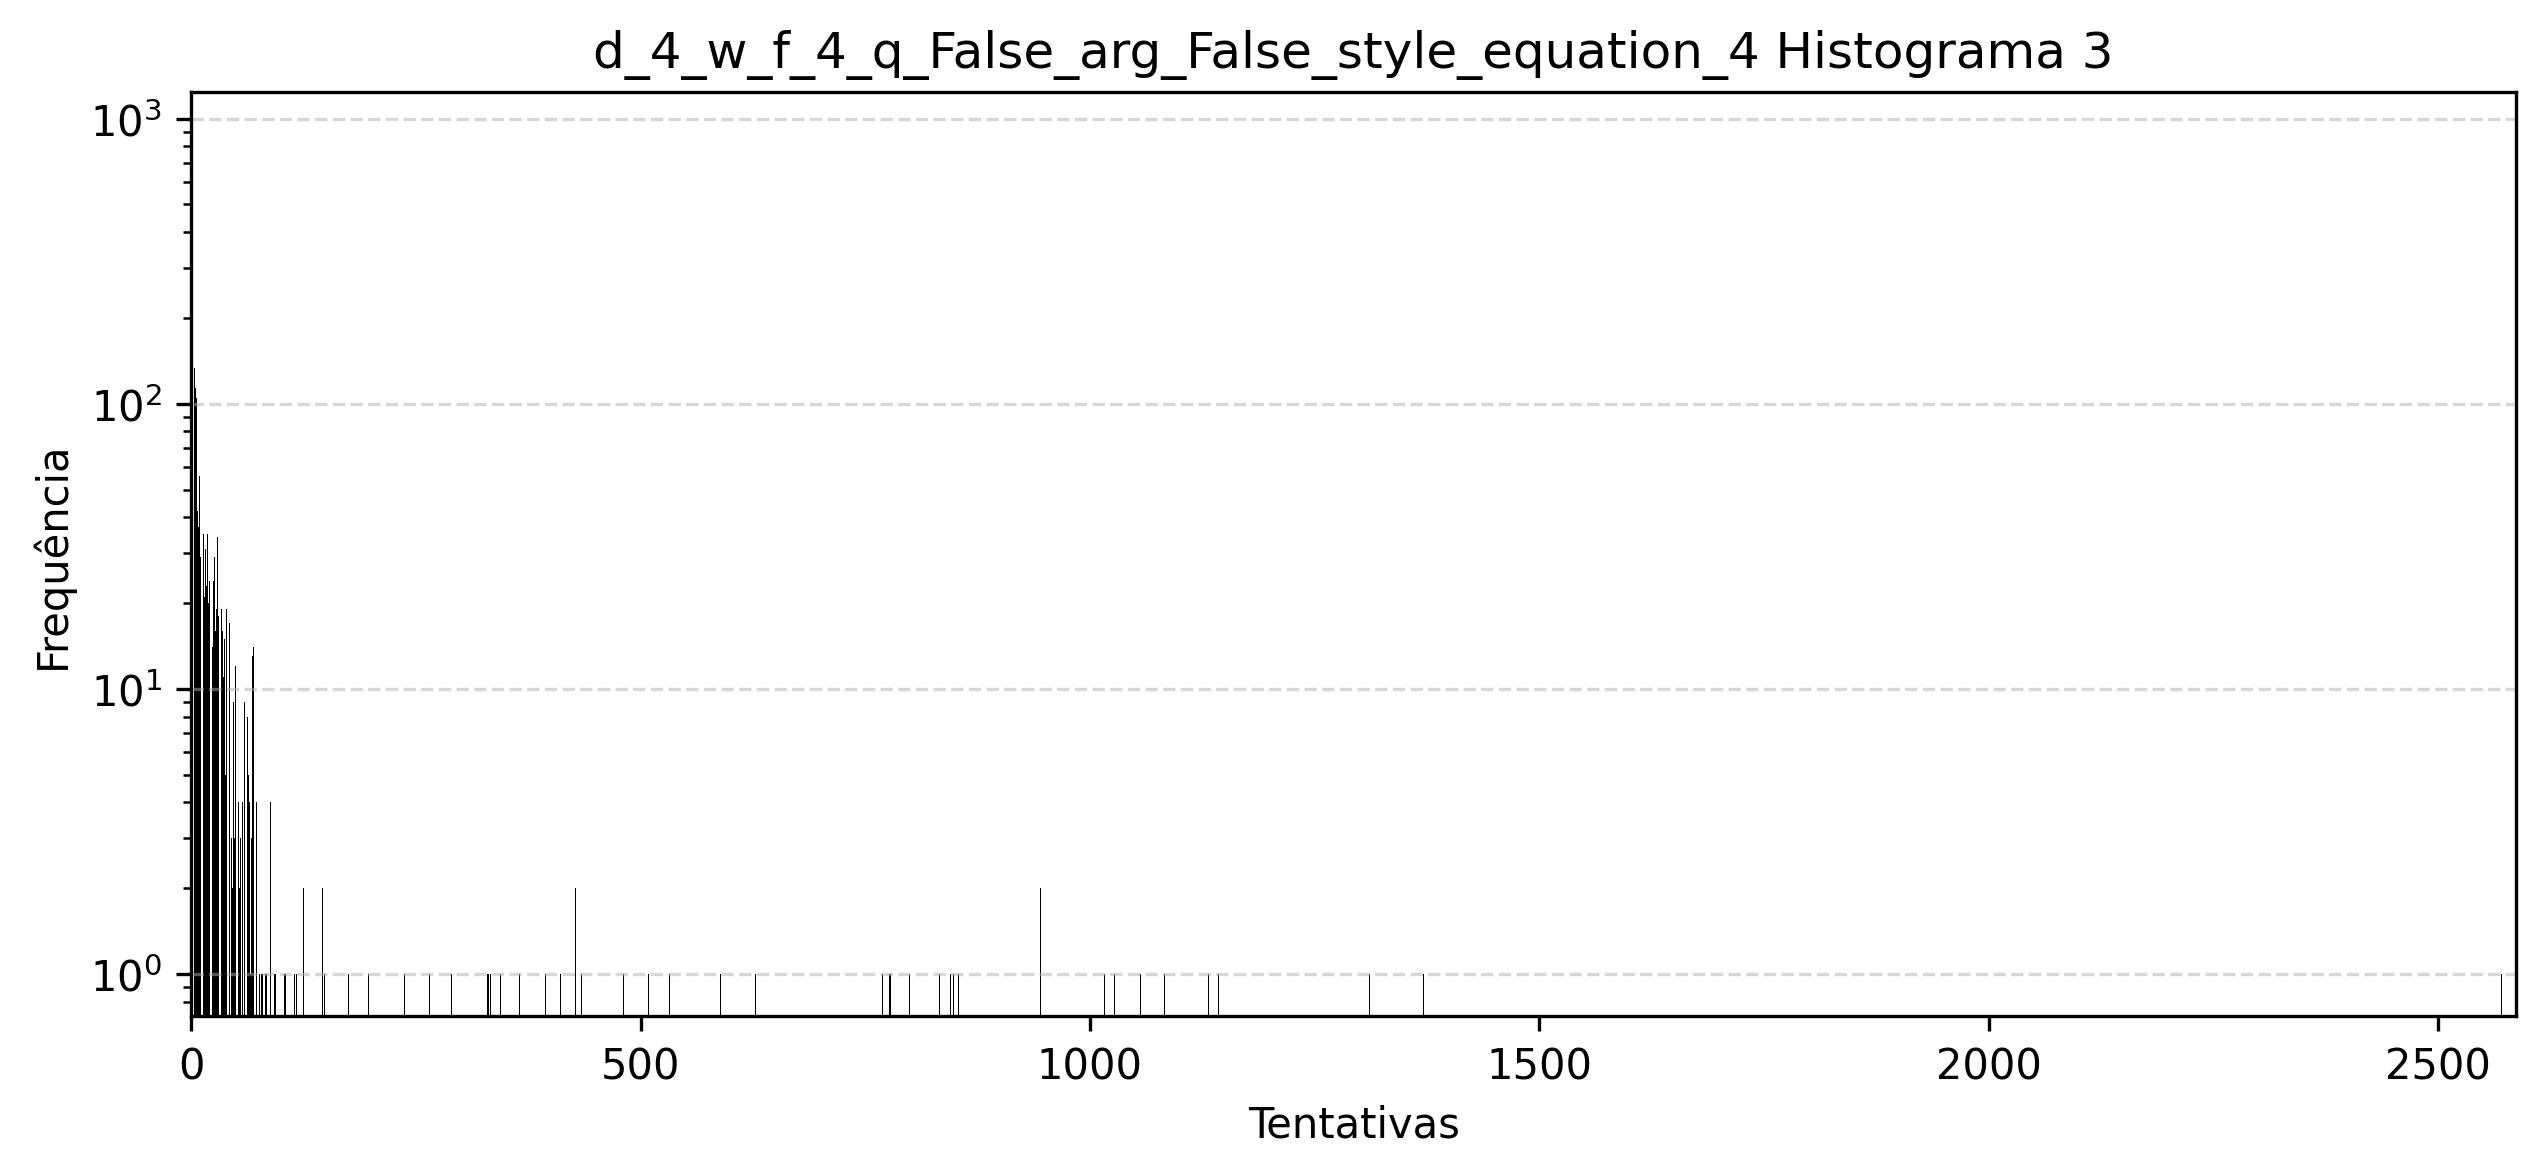 d_4_w_f_4_q_False_arg_False_style_equation_4 Histograma 3
10³
10²
10¹
10⁰
Frequência
0 500 1000 1500 2000 2500
Tentativas